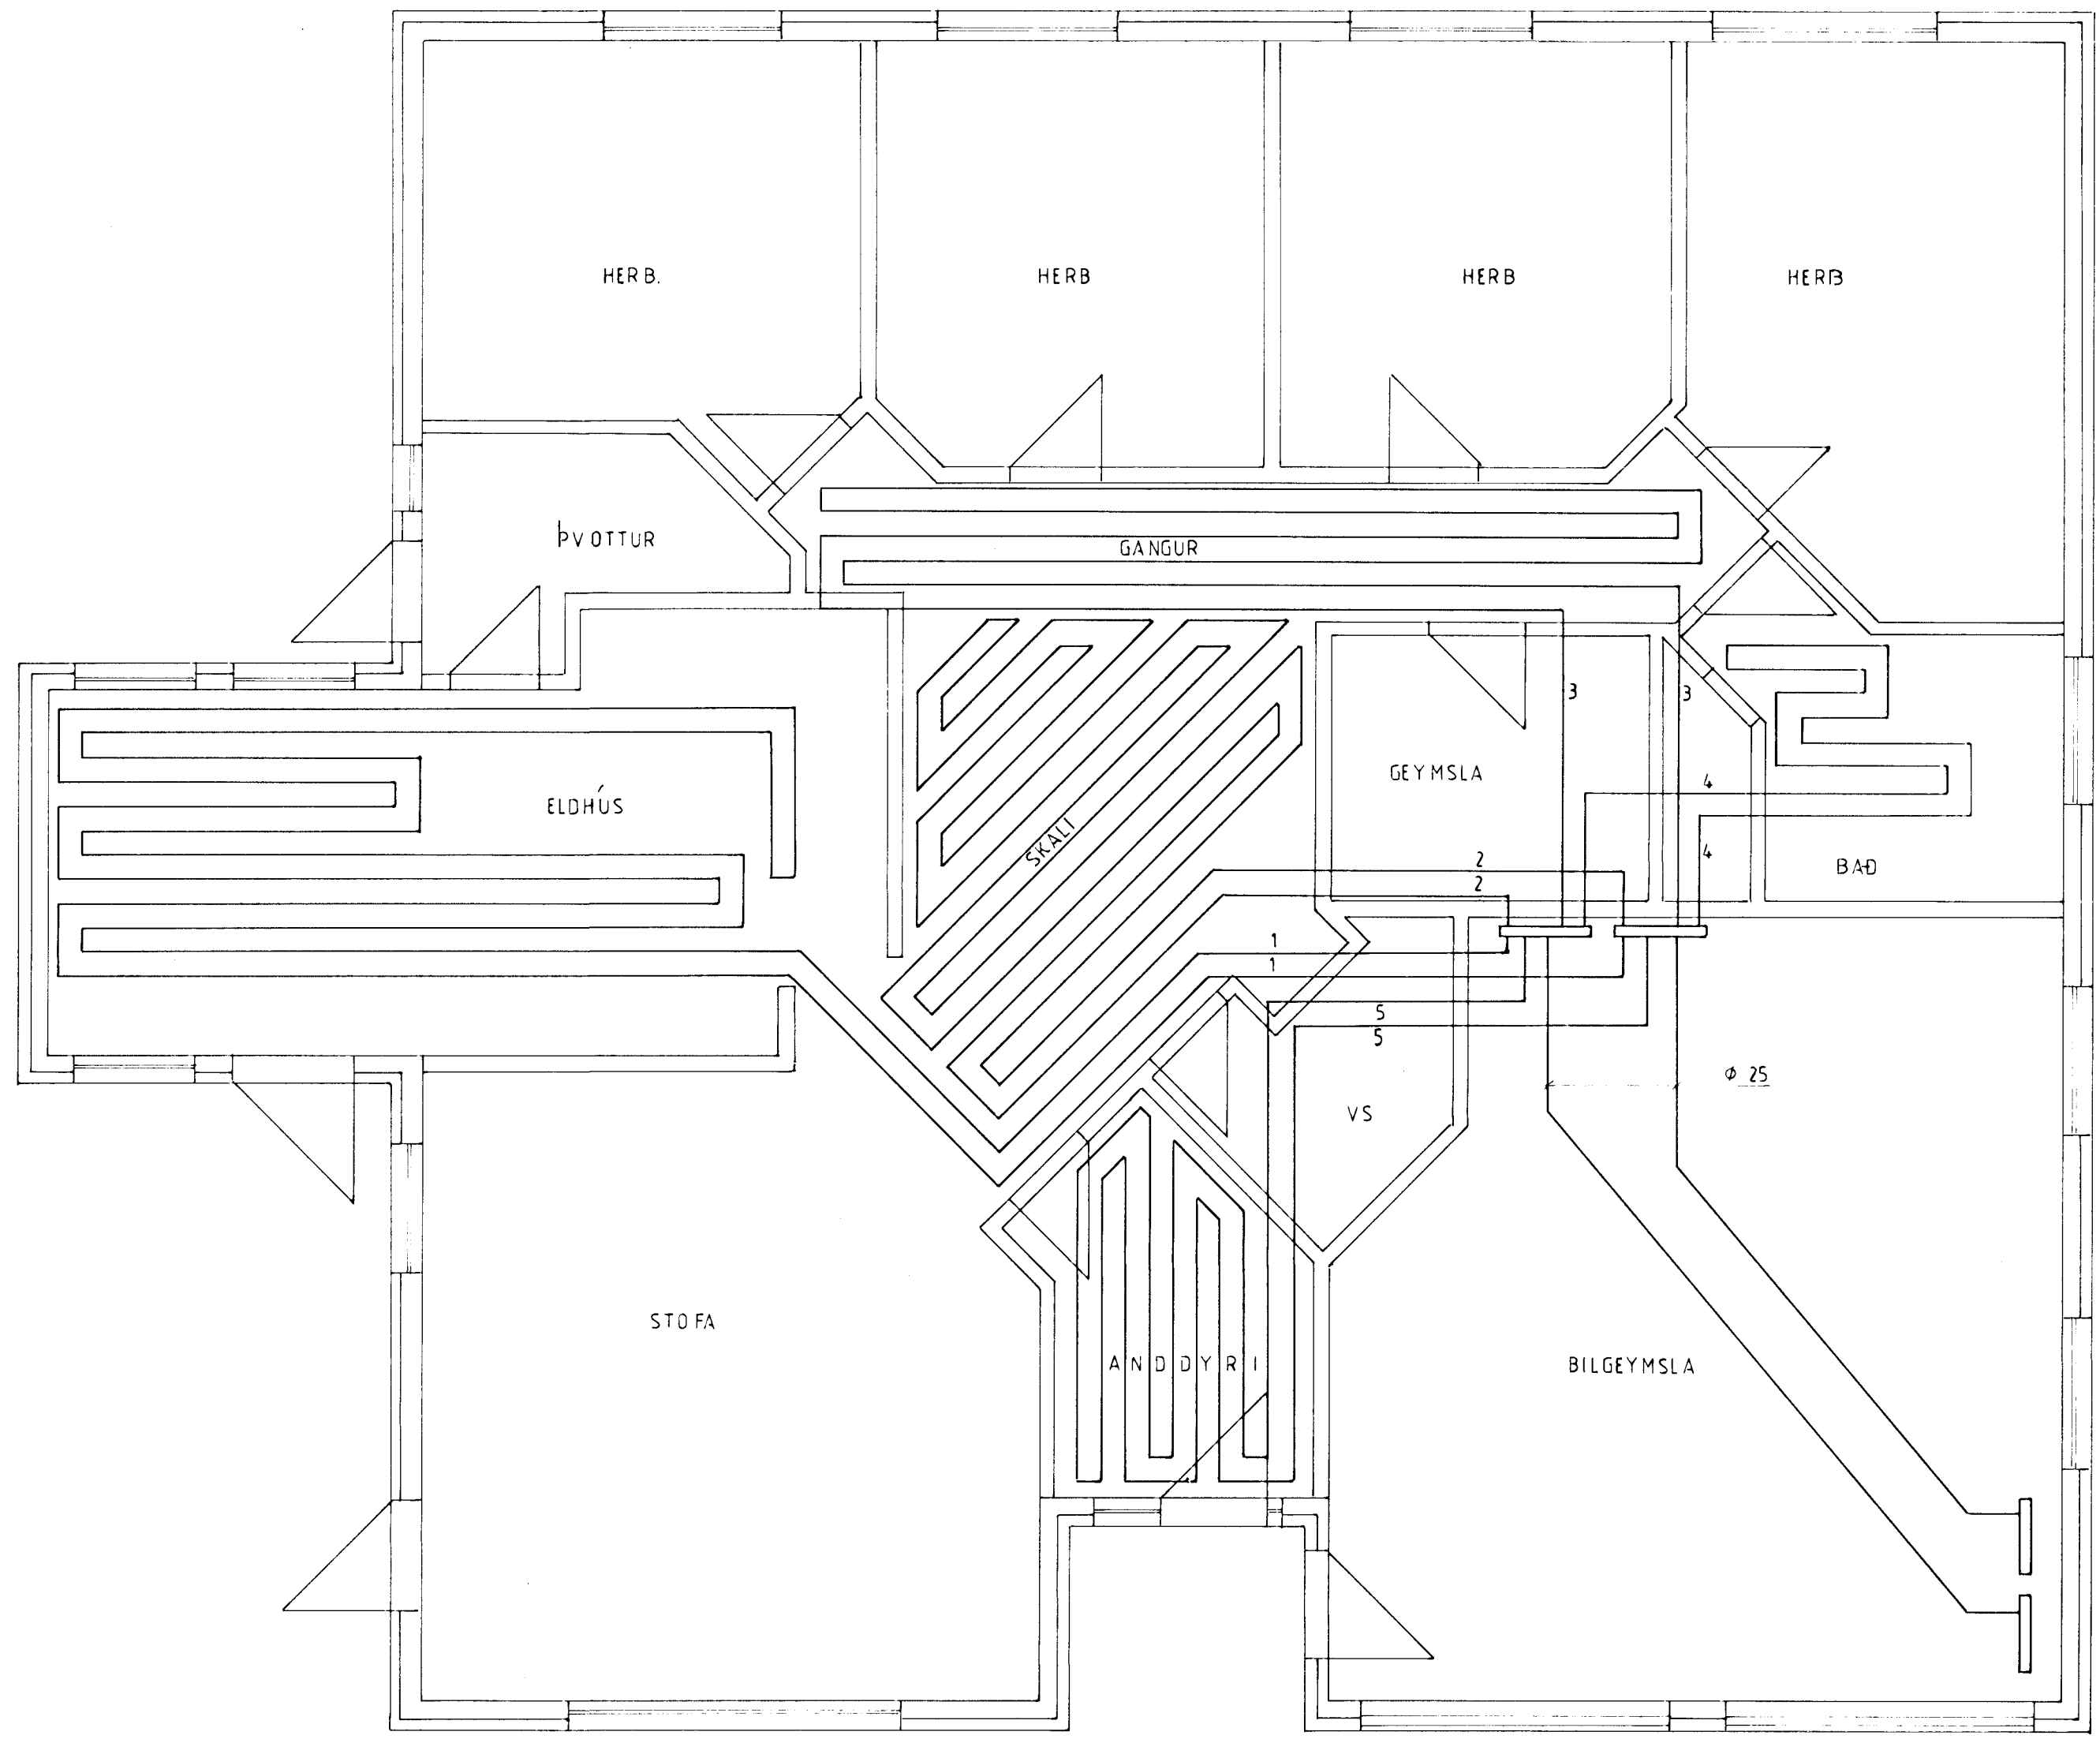 HERB.
HERB
HERB
HERB
ÞVOTTUR
GANGUR
3
3
GEYMSLA
4
ELDHÚS
SKALI
2
4
2
BAÐ
1
1
5
5
Φ 25
VS
STOFA
ANDDYRI
BILGEYMSLA